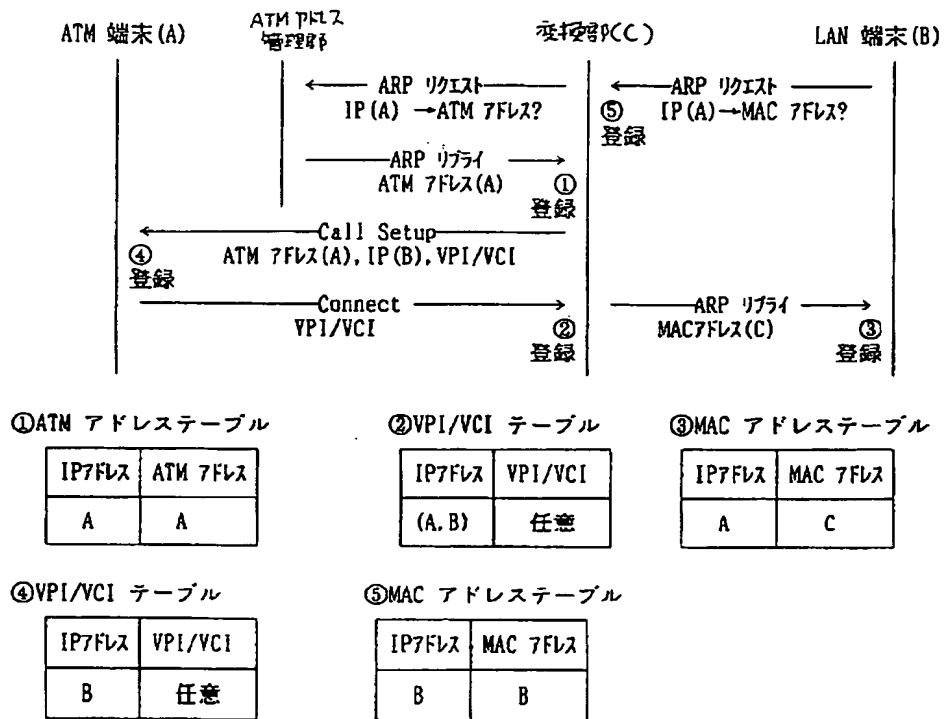 ATM 端末(A)
ATM アドレス
管理部
変換部(C)
LAN 端末(B)
ARP リクエスト
IP(A) →ATM アドレス?
ARP リクエスト
IP(A)→MAC アドレス?
⑤
登録
ARP リプライ
ATM アドレス(A)
①
登録
Call Setup
ATM アドレス(A),IP(B),VPI/VCI
④
登録
Connect
VPI/VCI
②
登録
ARP リプライ
MACアドレス(C)
③
登録
①ATM アドレステーブル
IPアドレス ATM アドレス
A A
②VPI/VCI テーブル
IPアドレス VPI/VCI
(A,B) 任意
③MAC アドレステーブル
IPアドレス MAC アドレス
A C
④VPI/VCI テーブル
IPアドレス VPI/VCI
B 任意
⑤MAC アドレステーブル
IPアドレス MAC アドレス
B B